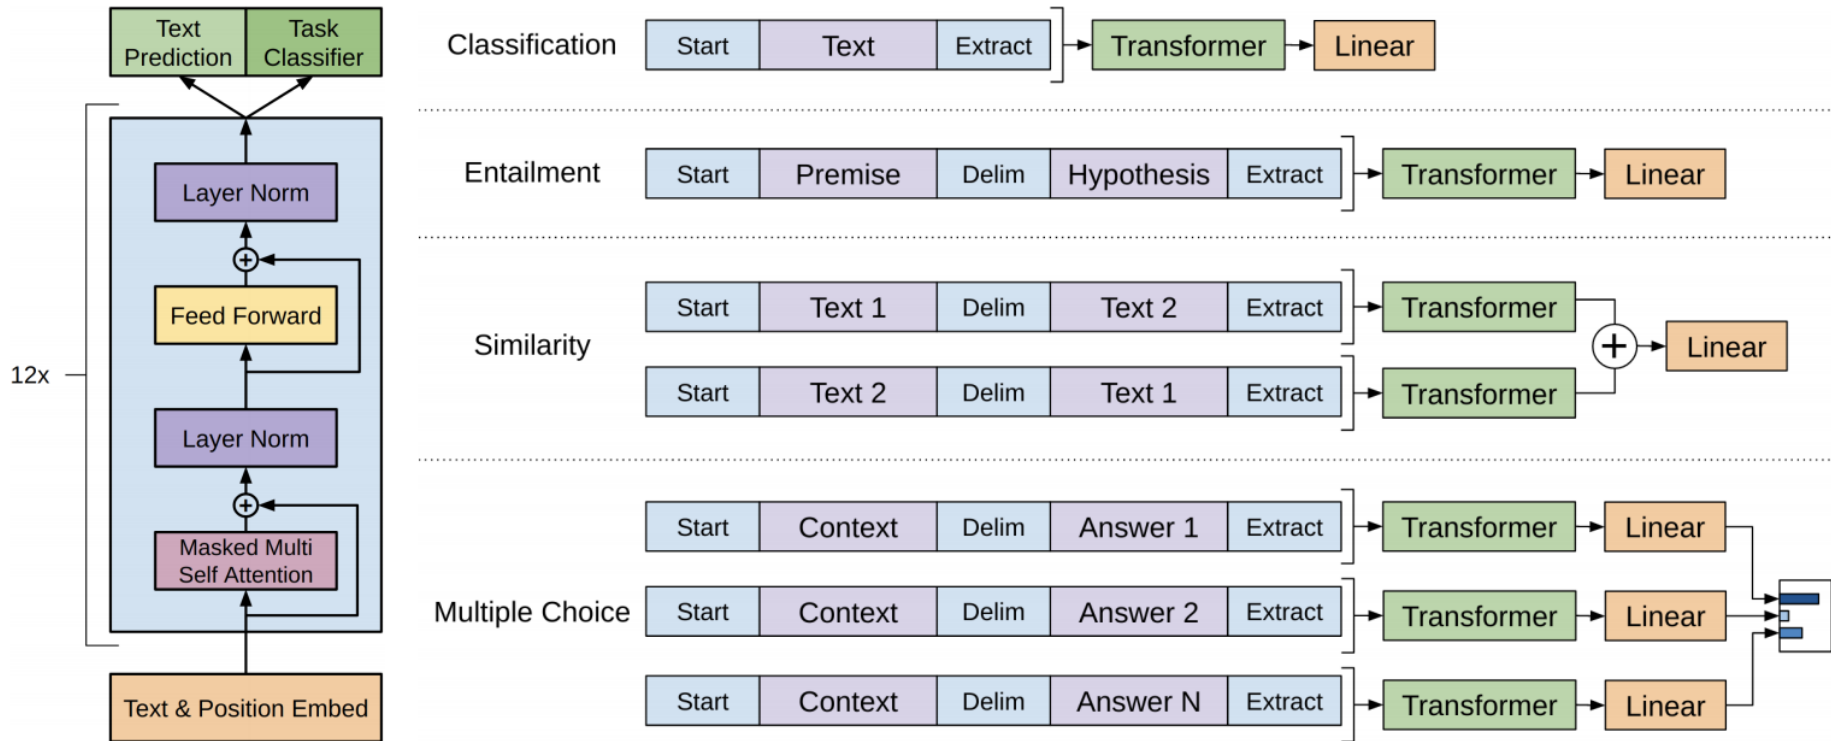 Text
Prediction
Task
Classifier
12x
Layer Norm
+
Feed Forward
Layer Norm
+
Masked Multi
Self Attention
Text & Position Embed
Classification
Start Text Extract Transformer Linear
Entailment
Start Premise Delim Hypothesis Extract Transformer Linear
Similarity
Start Text 1 Delim Text 2 Extract Transformer
+ Linear
Start Text 2 Delim Text 1 Extract Transformer
Multiple Choice
Start Context Delim Answer 1 Extract Transformer Linear
Start Context Delim Answer 2 Extract Transformer Linear
Start Context Delim Answer N Extract Transformer Linear